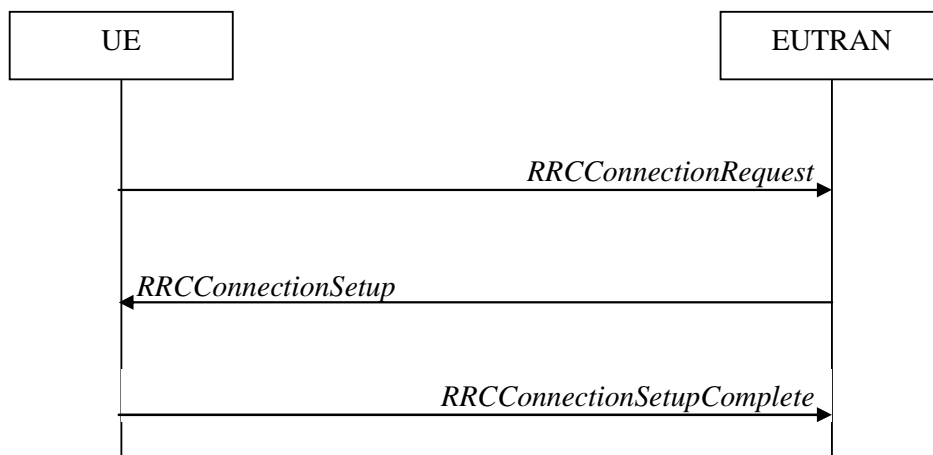 UE
EUTRAN
RRCConnectionRequest
RRCConnectionSetup
RRCConnectionSetupComplete